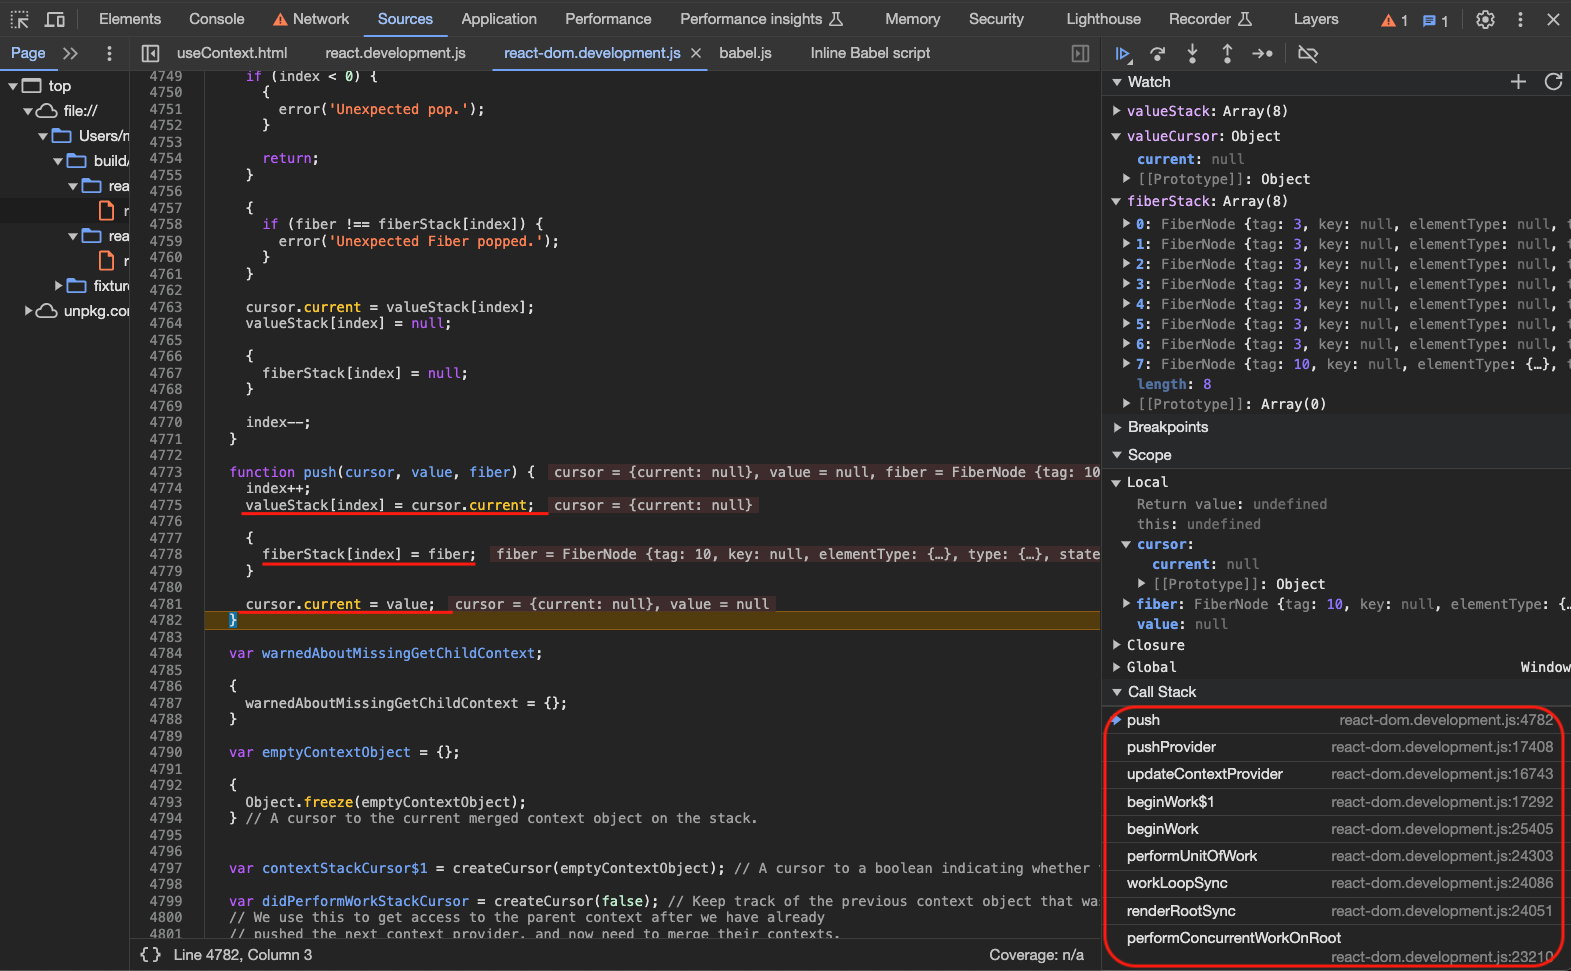 Elements Console Network Sources Application Performance Performance insights Memory Security Lighthouse Recorder Layers 1 1
Page
useContext.html react.development.js react-dom.development.js babel.js Inline Babel script
top
file://
Users/
build/
rea
r
rea
r
fixture
unpkg.co
4749 if (index < 0) {
4750 {
4751 error('Unexpected pop.');
4752 }
4753
4754 return;
4755 }
4756
4757 {
4758 if (fiber !== fiberStack[index]) {
4759 error('Unexpected Fiber popped.');
4760 }
4761 }
4762
4763 cursor.current = valueStack[index];
4764 valueStack[index] = null;
4765
4766 {
4767 fiberStack[index] = null;
4768 }
4769
4770 index--;
4771 }
4772
4773 function push(cursor, value, fiber) { cursor = {current: null}, value = null, fiber = FiberNode {tag: 10
4774 index++;
4775 valueStack[index] = cursor.current; cursor = {current: null}
4776
4777 {
4778 fiberStack[index] = fiber; fiber = FiberNode {tag: 10, key: null, elementType: {…}, type: {…}, state
4779 }
4780
4781 cursor.current = value; cursor = {current: null}, value = null
4782 }
4783
4784 var warnedAboutMissingGetChildContext;
4785
4786 {
4787 warnedAboutMissingGetChildContext = {};
4788 }
4789
4790 var emptyContextObject = {};
4791
4792 {
4793 Object.freeze(emptyContextObject);
4794 } // A cursor to the current merged context object on the stack.
4795
4796
4797 var contextStackCursor$1 = createCursor(emptyContextObject); // A cursor to a boolean indicating whether
4798
4799 var didPerformWorkStackCursor = createCursor(false); // Keep track of the previous context object that wa
4800 // We use this to get access to the parent context after we have already
4801 // pushed the next context provider, and now need to merge their contexts.
{} Line 4782, Column 3 Coverage: n/a
Watch
valueStack: Array(8)
valueCursor: Object
current: null
[[Prototype]]: Object
fiberStack: Array(8)
0: FiberNode {tag: 3, key: null, elementType: null,
1: FiberNode {tag: 3, key: null, elementType: null,
2: FiberNode {tag: 3, key: null, elementType: null,
3: FiberNode {tag: 3, key: null, elementType: null,
4: FiberNode {tag: 3, key: null, elementType: null,
5: FiberNode {tag: 3, key: null, elementType: null,
6: FiberNode {tag: 3, key: null, elementType: null,
7: FiberNode {tag: 10, key: null, elementType: {…},
length: 8
[[Prototype]]: Array(0)
Breakpoints
Scope
Local
Return value: undefined
this: undefined
cursor:
current: null
[[Prototype]]: Object
fiber: FiberNode {tag: 10, key: null, elementType: {…
value: null
Closure
Global Window
Call Stack
push react-dom.development.js:4782
pushProvider react-dom.development.js:17408
updateContextProvider react-dom.development.js:16743
beginWork$1 react-dom.development.js:17292
beginWork react-dom.development.js:25405
performUnitOfWork react-dom.development.js:24303
workLoopSync react-dom.development.js:24086
renderRootSync react-dom.development.js:24051
performConcurrentWorkOnRoot
react-dom.development.js:23210